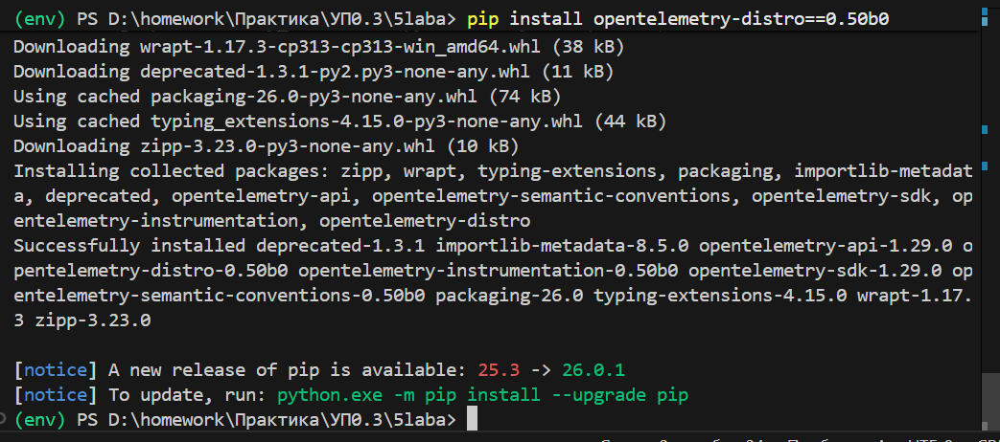 (env) PS D:\homework\Практика\УП0.3\5laba> pip install opentelemetry-distro==0.50b0
Downloading wrapt-1.17.3-cp313-cp313-win_amd64.whl (38 kB)
Downloading deprecated-1.3.1-py2.py3-none-any.whl (11 kB)
Using cached packaging-26.0-py3-none-any.whl (74 kB)
Using cached typing_extensions-4.15.0-py3-none-any.whl (44 kB)
Downloading zipp-3.23.0-py3-none-any.whl (10 kB)
Installing collected packages: zipp, wrapt, typing-extensions, packaging, importlib-metadat
a, deprecated, opentelemetry-api, opentelemetry-semantic-conventions, opentelemetry-sdk, op
entelemetry-instrumentation, opentelemetry-distro
Successfully installed deprecated-1.3.1 importlib-metadata-8.5.0 opentelemetry-api-1.29.0 o
pentelemetry-distro-0.50b0 opentelemetry-instrumentation-0.50b0 opentelemetry-sdk-1.29.0 op
entelemetry-semantic-conventions-0.50b0 packaging-26.0 typing-extensions-4.15.0 wrapt-1.17.
3 zipp-3.23.0
[notice] A new release of pip is available: 25.3 -> 26.0.1
[notice] To update, run: python.exe -m pip install --upgrade pip
(env) PS D:\homework\Практика\УП0.3\5laba>